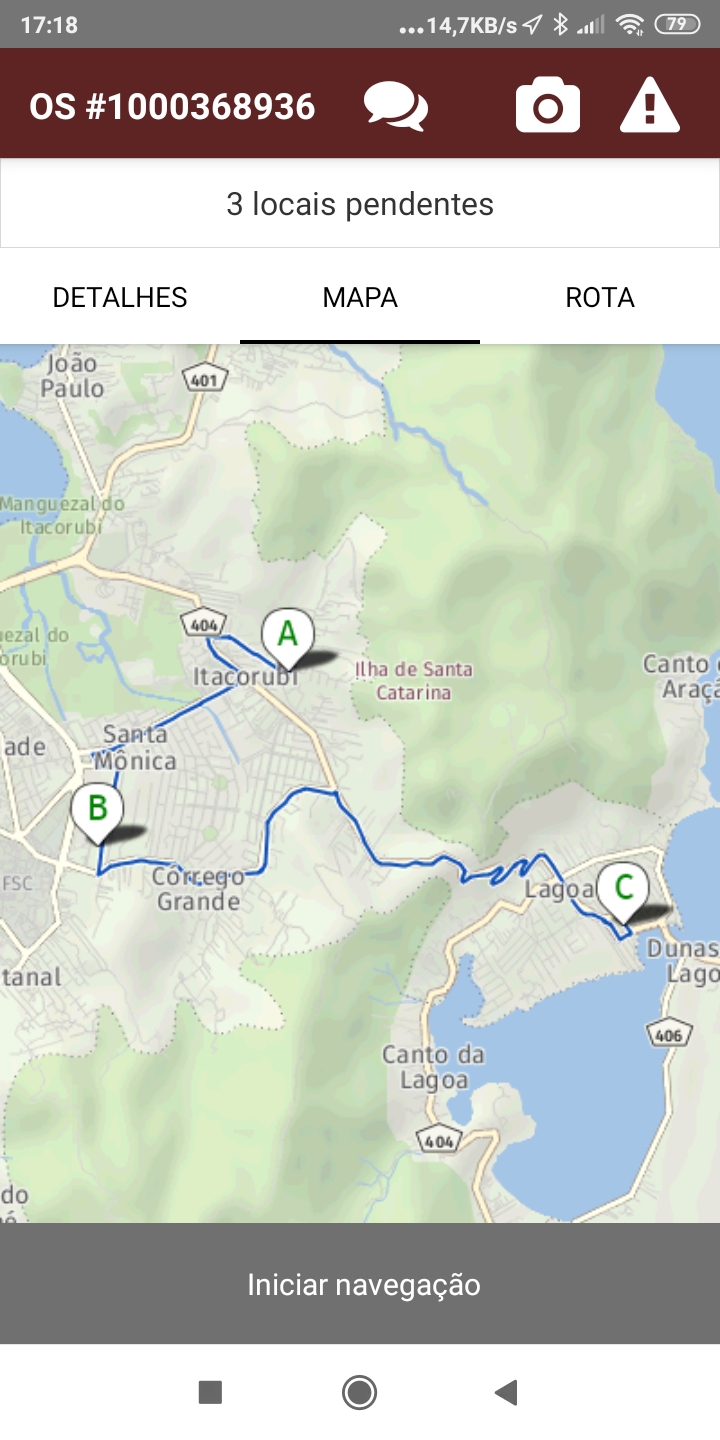 17:18
...14,7KB/s
79
OS #1000368936
3 locais pendentes
DETALHES
MAPA
ROTA
João
Paulo
401
Manguezal do
Itacorubi
404
A
uezal do
orubi
Itacorubi
Ilha de Santa
Catarina
Canto
Araçá
ade
Santa
Mônica
B
FSC
Córrego
Grande
Lagoa
C
Dunas
Lago
tanal
406
Canto da
Lagoa
404
do
Iniciar navegação